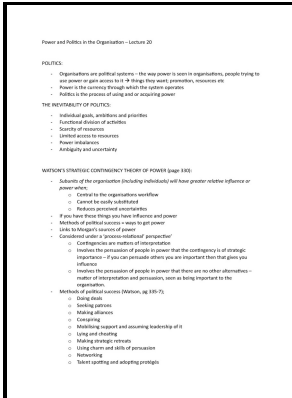 Power and Politics in the Organisation – Lecture 20
POLITICS:
- Organisations are political systems – the way power is seen in organisations, people trying to
use power or gain access to it → things they want; promotion, resources etc
- Power is the currency through which the system operates
- Politics is the process of using and or acquiring power
THE INEVITABILITY OF POLITICS:
- Individual goals, ambitions and priorities
- Functional division of activities
- Scarcity of resources
- Limited access to resources
- Power imbalances
- Ambiguity and uncertainty
WATSON'S STRATEGIC CONTINGENCY THEORY OF POWER (page 330):
- Subunits of the organisation (including individuals) will have greater relative influence or
power when;
o Central to the organisations workflow
o Cannot be easily substituted
o Reduces perceived uncertainties
- If you have these things you have influence and power
- Methods of political success = ways to get power
- Links to Morgan's sources of power
- Considered under a 'process-relational' perspective'
o Contingencies are matters of interpretation
o Involves the persuasion of people in power that the contingency is of strategic
importance – if you can persuade others you are important then that gives you
influence
o Involves the persuasion of people in power that there are no other alternatives –
matter of interpretation and persuasion, seen as being important to the
organisation.
- Methods of political success (Watson, pg 335-7);
o Doing deals
o Seeking patrons
o Making alliances
o Conspiring
o Mobilising support and assuming leadership of it
o Lying and cheating
o Making strategic retreats
o Using charm and skills of persuasion
o Networking
o Talent spotting and adopting protégés